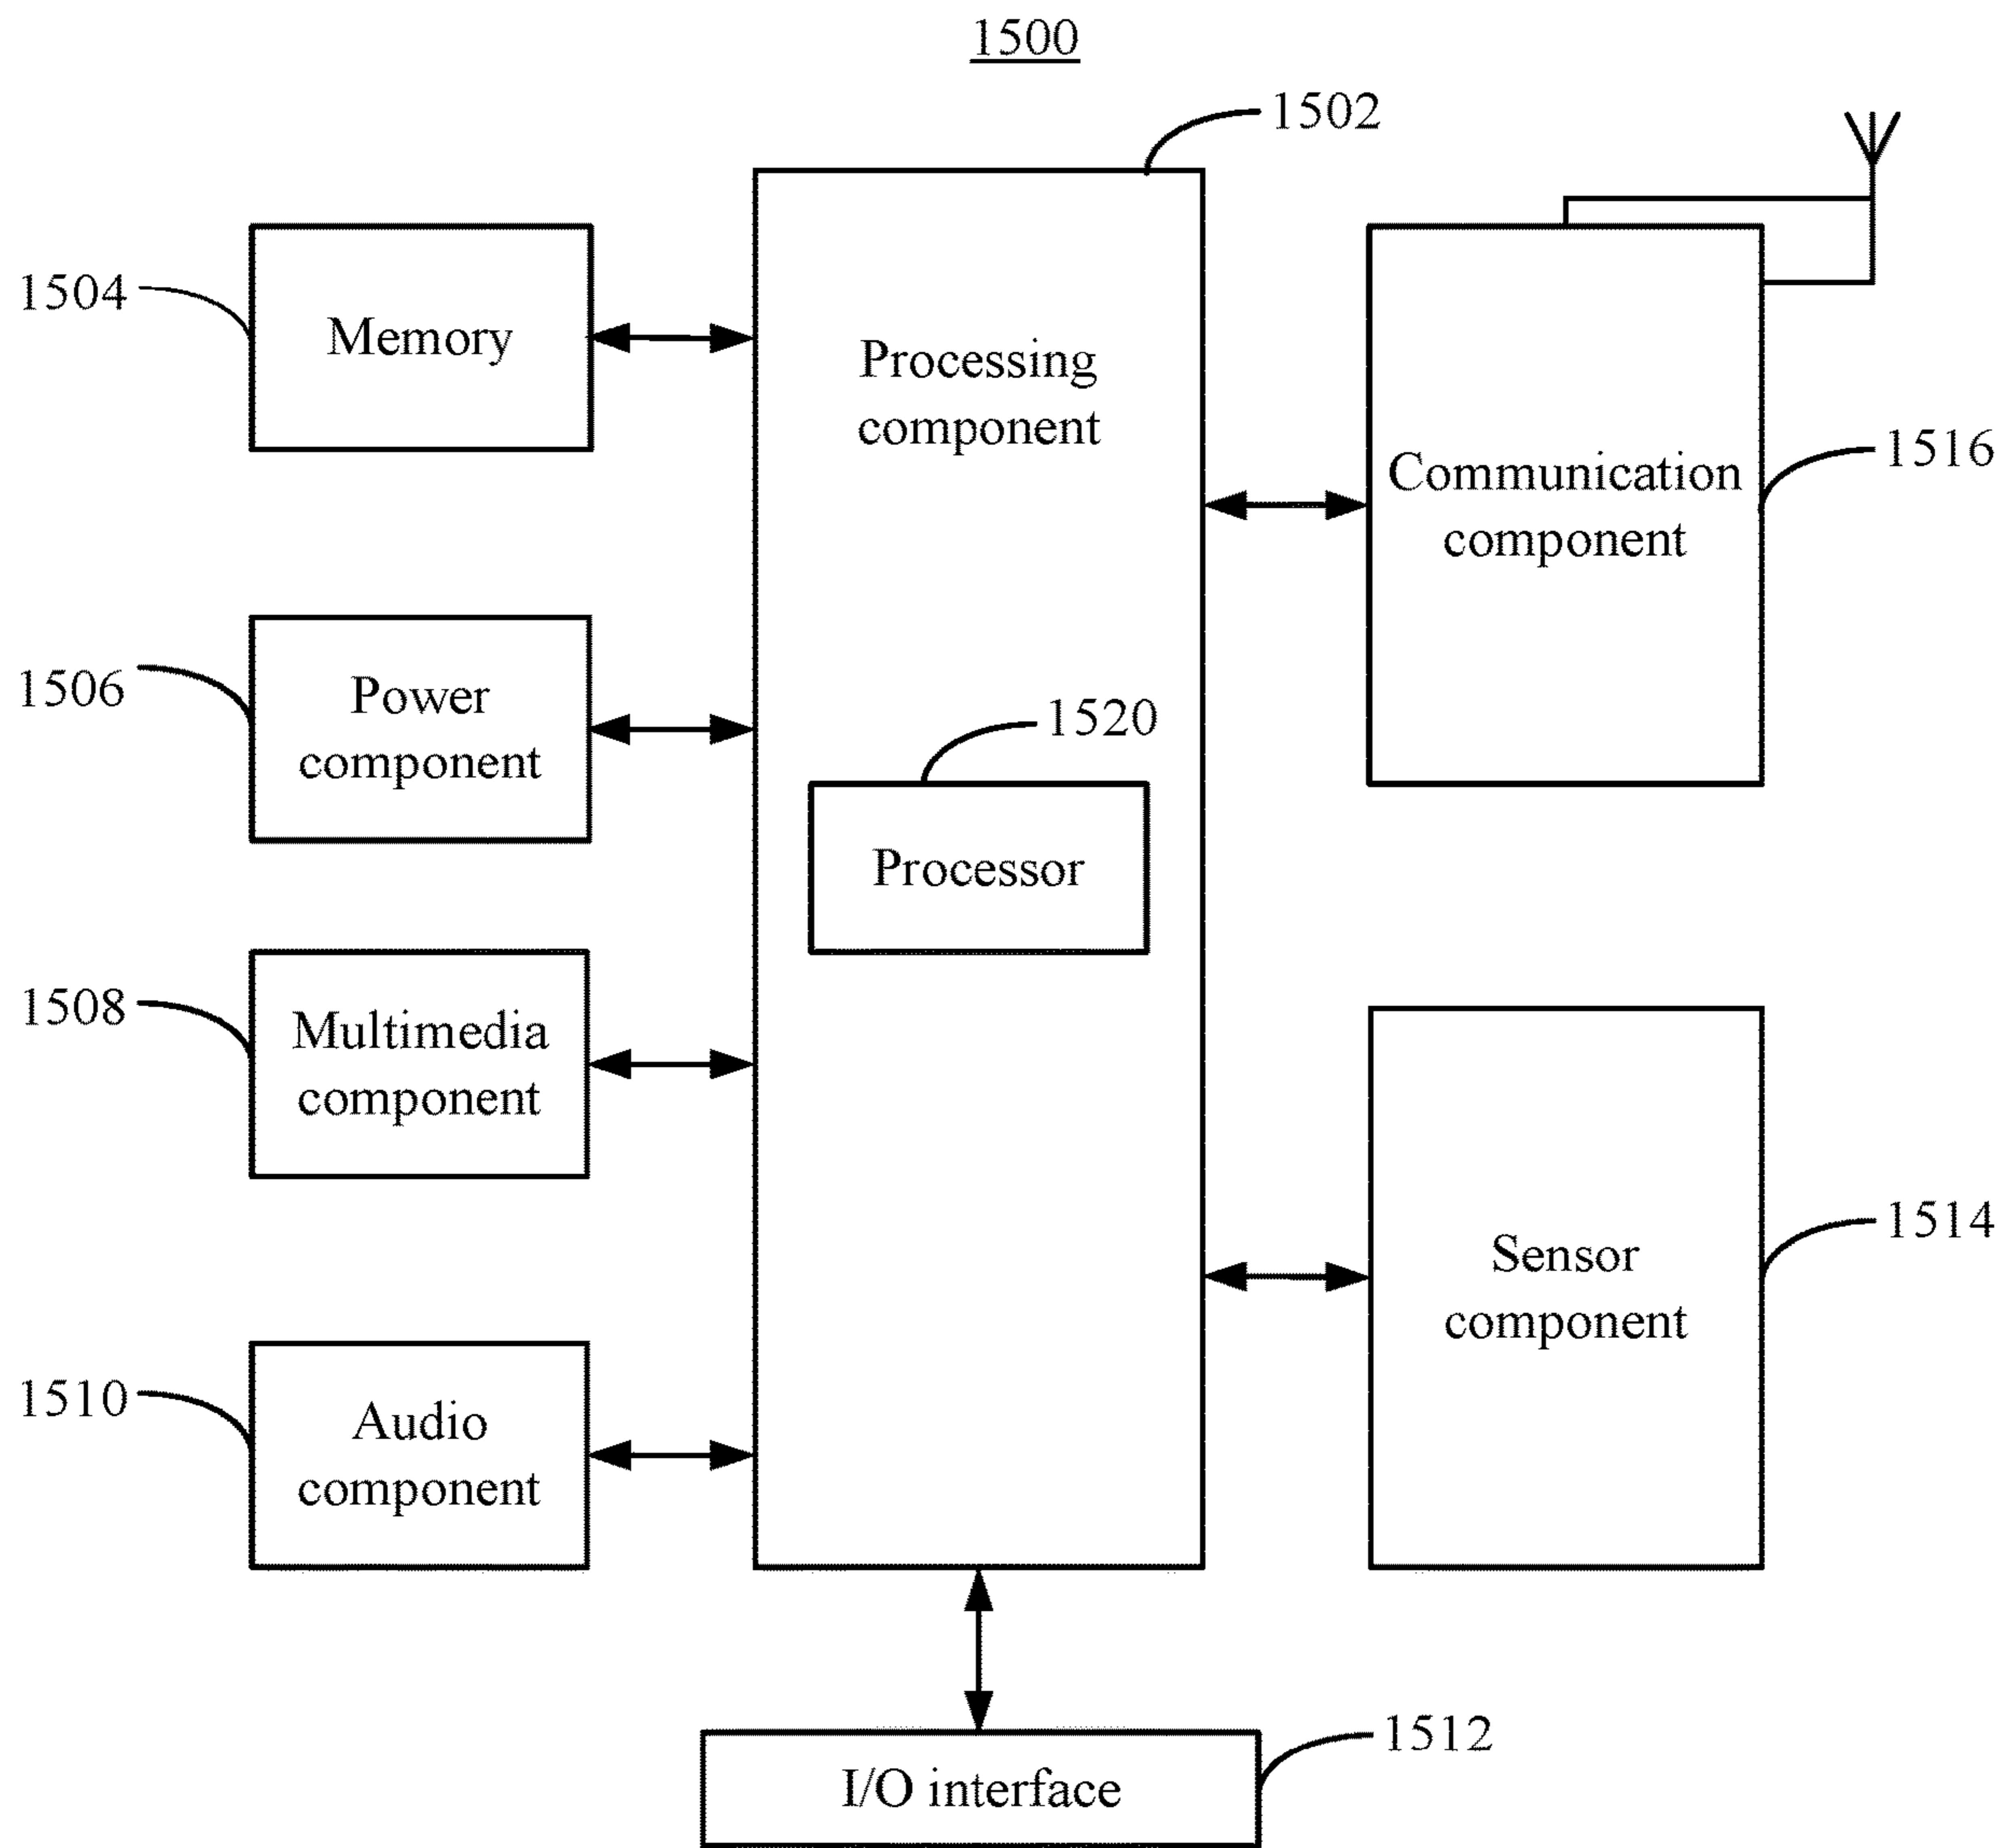 1500
1502
1504
Memory
Processing
component
Communication
component
1516
1506
Power
component
1520
Processor
1508
Multimedia
component
Sensor
component
1514
1510
Audio
component
1512
I/O interface